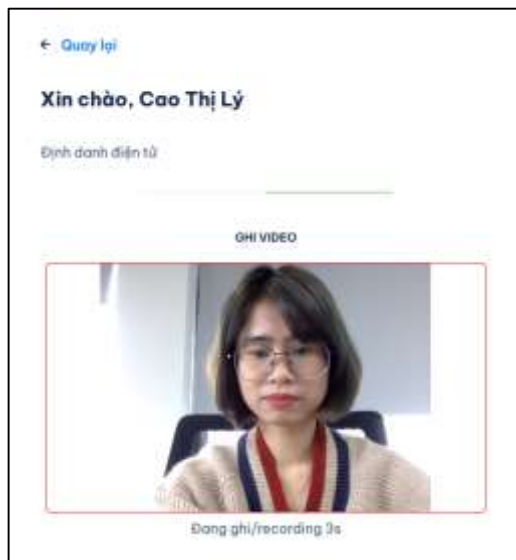 ← Quay lại
Xin chào, Cao Thị Lý
Định danh điện tử
GHI VIDEO
Đang ghi/recording 3s